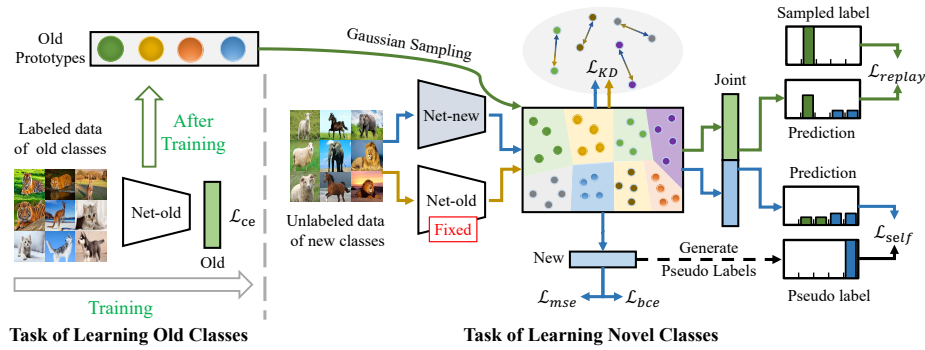 Old
Prototypes
Labeled data
of old classes
After
Training
Net-old
ℒce
Old
Training
Task of Learning Old Classes
Gaussian Sampling
Net-new
Net-old
Fixed
Unlabeled data
of new classes
ℒKD
New
ℒmse
ℒbce
Generate
Pseudo Labels
Joint
Sampled label
ℒreplay
Prediction
Prediction
ℒself
Pseudo label
Task of Learning Novel Classes